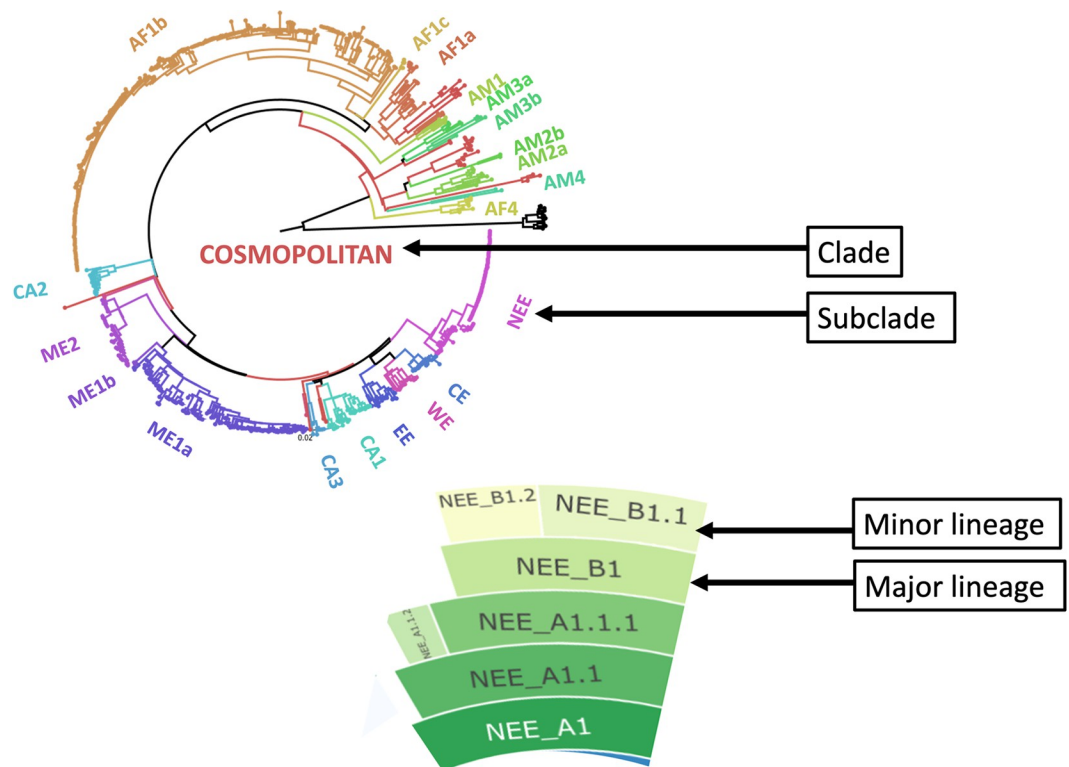 AF1b
AF1c
AF1a
AM1
AM3a
AM3b
AM2b
AM2a
AM4
AF4
COSMOPOLITAN
Clade
CA2
NEE
Subclade
ME2
ME1b
ME1a
CE
WE
EE
CA1
CA3
0.02
NEE_B1.2
NEE_B1.1
Minor lineage
NEE_B1
Major lineage
NEE_A1.1.2
NEE_A1.1.1
NEE_A1.1
NEE_A1